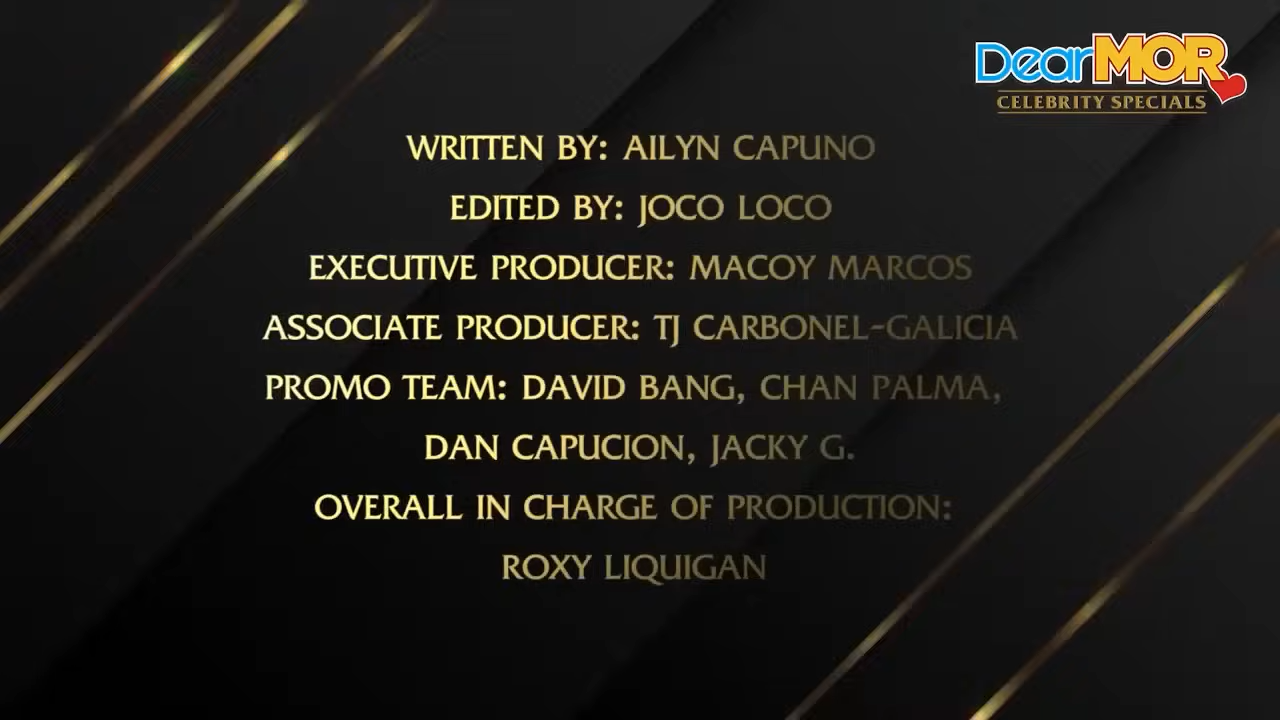 DearMOR
CELEBRITY SPECIALS
WRITTEN BY: AILYN CAPUNO
EDITED BY: JOCO LOCO
EXECUTIVE PRODUCER: MACOY MARCOS
ASSOCIATE PRODUCER: TJ CARBONEL-GALICIA
PROMO TEAM: DAVID BANG, CHAN PALMA,
DAN CAPUCION, JACKY G.
OVERALL IN CHARGE OF PRODUCTION:
ROXY LIQUIGAN